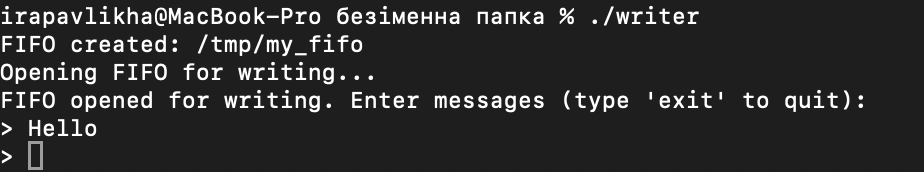 irapavlikha@MacBook-Pro безіменна папка % ./writer
FIFO created: /tmp/my_fifo
Opening FIFO for writing...
FIFO opened for writing. Enter messages (type 'exit' to quit):
> Hello
>